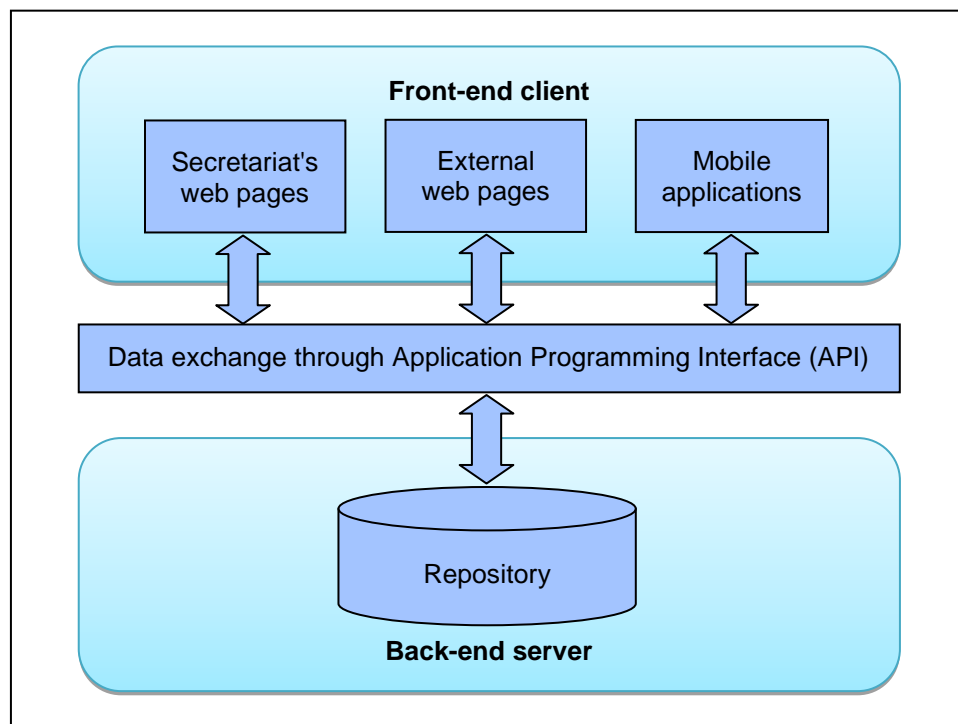 Front-end client
Secretariat's
web pages
External
web pages
Mobile
applications
Data exchange through Application Programming Interface (API)
Repository
Back-end server